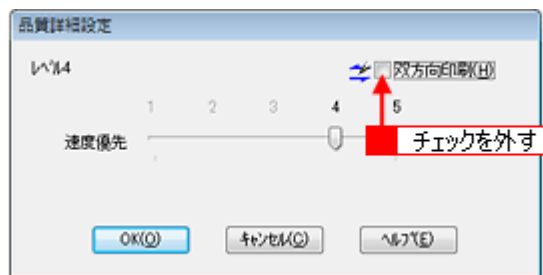 品質詳細設定
レベル4
双方向印刷(H)
1 2 3 4 5
速度優先
チェックを外す
OK(O) キャンセル(C) ヘルプ(E)